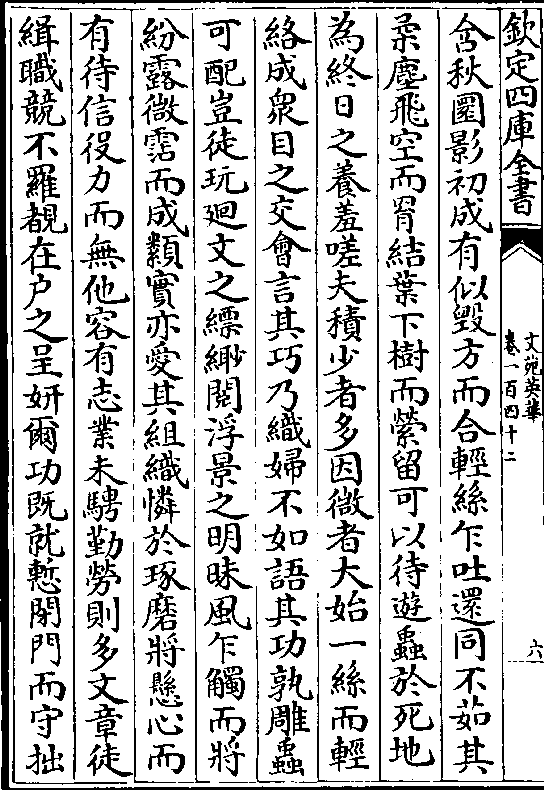 欽定四庫全書
文苑英華
卷一百四十二
六
含秋圜影初成有似毀方而合輕絲乍吐還同不茹其
柔塵飛空而罥結葉下樹而縈留可以待遊蟲於死地
為終日之養羞嗟夫積少者多因微者大始一絲而輕
絡成衆目之交會言其巧乃織婦不如語其功孰雕蟲
可配豈徒玩廻文之縹緲閱浮景之明昧風乍觸而將
紛露微霑而成纇實亦愛其組織憐於琢磨將懸心而
有待信役力而無他容有志業未騁勤勞則多文章徒
緝職競不羅覩在户之呈妍爾功既就慙閉門而守拙